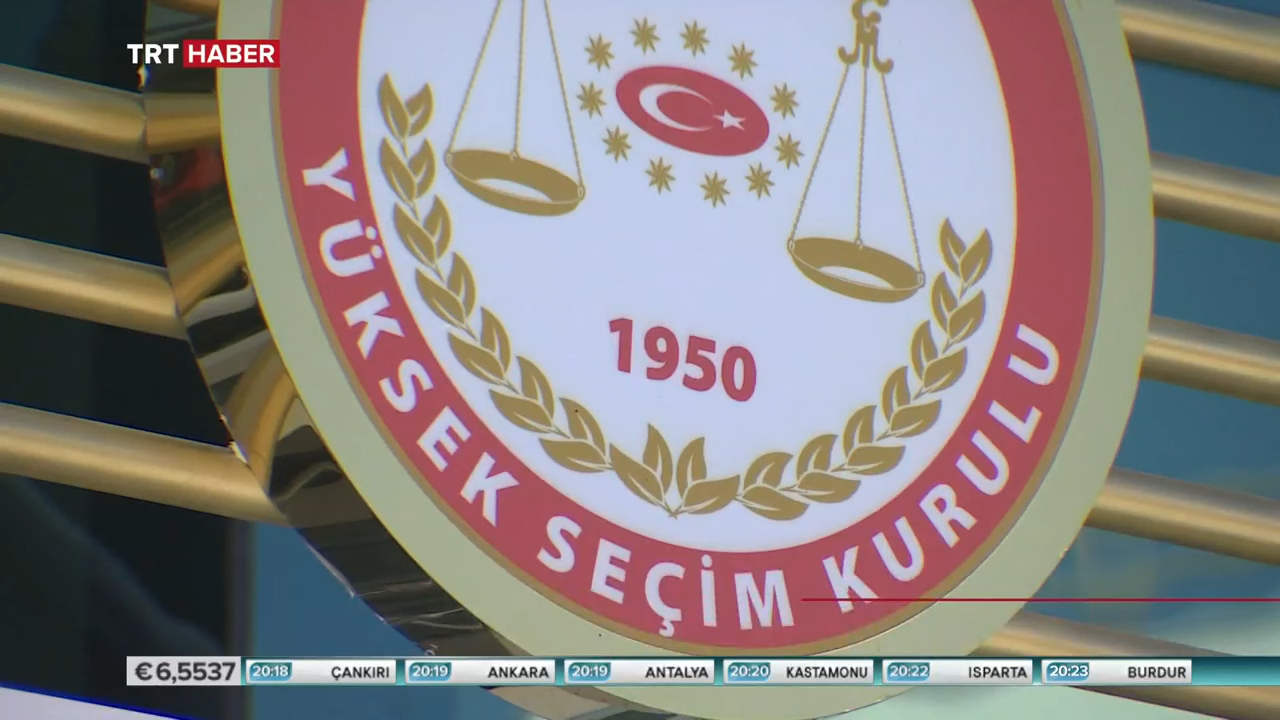 TRT HABER
1950
YÜKSEK SEÇİM KURULU
€6,5537 20:18 ÇANKIRI 20:19 ANKARA 20:19 ANTALYA 20:20 KASTAMONU 20:22 ISPARTA 20:23 BURDUR